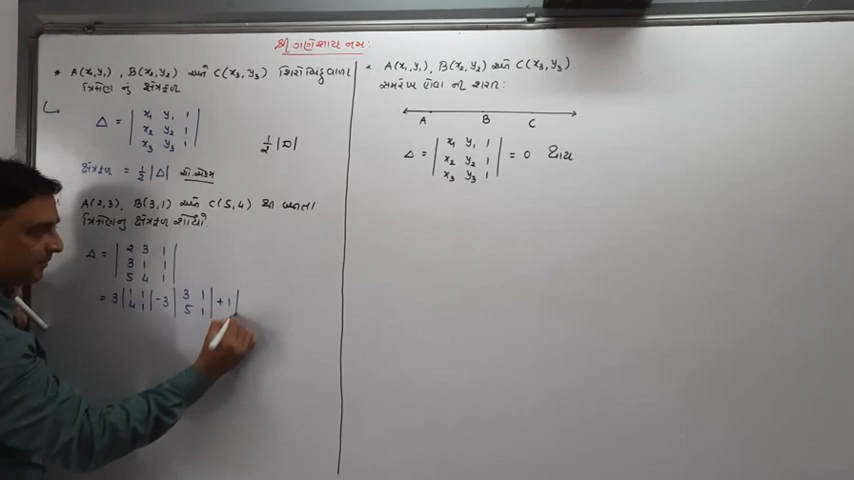 શ્રી ગણેશાય નમઃ
* A(x₁,y₁) , B(x₂,y₂) અને C(x₃,y₃) શિરોબિંદુવાળા
ત્રિકોણ નું ક્ષેત્રફળ
Δ = | x₁ y₁ 1 |
| x₂ y₂ 1 |
| x₃ y₃ 1 |
½ |D|
ક્ષેત્રફળ = ½ |Δ| ચો.એકમ
A(2,3), B(3,1) અને C(5,4) થી બનતા
ત્રિકોણનું ક્ષેત્રફળ શોધો.
Δ = | 2 3 1 |
| 3 1 1 |
| 5 4 1 |
= 3 | 1 1 | - 3 | 3 1 | + 1 |
| 4 1 | | 5 1 |
* A(x₁,y₁), B(x₂,y₂) અને C(x₃,y₃)
સમરેખ હોવા ની શરત:
A B C
Δ = | x₁ y₁ 1 |
| x₂ y₂ 1 | = 0 થાય
| x₃ y₃ 1 |